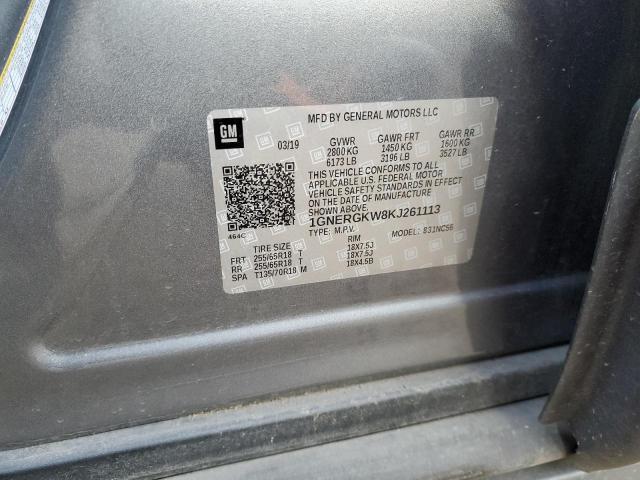 MFD BY GENERAL MOTORS LLC
GM
03/19 GVWR GAWR FRT GAWR RR
2800 KG 1450 KG 1600 KG
6173 LB 3196 LB 3527 LB
THIS VEHICLE CONFORMS TO ALL
APPLICABLE U.S. FEDERAL MOTOR
VEHICLE SAFETY STANDARDS IN EFFECT
ON THE DATE OF MANUFACTURE
SHOWN ABOVE.
1GNERGKW8KJ261113
464C TYPE: M.P.V. MODEL: 831NC56
TIRE SIZE RIM
FRT 255/65R18 T 18X7.5J
RR 255/65R18 T 18X7.5J
SPA T135/70R18 M 18X4.5B